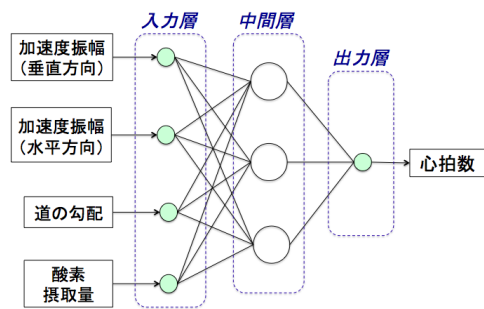 入力層
中間層
出力層
加速度振幅
（垂直方向）
加速度振幅
（水平方向）
道の勾配
酸素
摂取量
心拍数